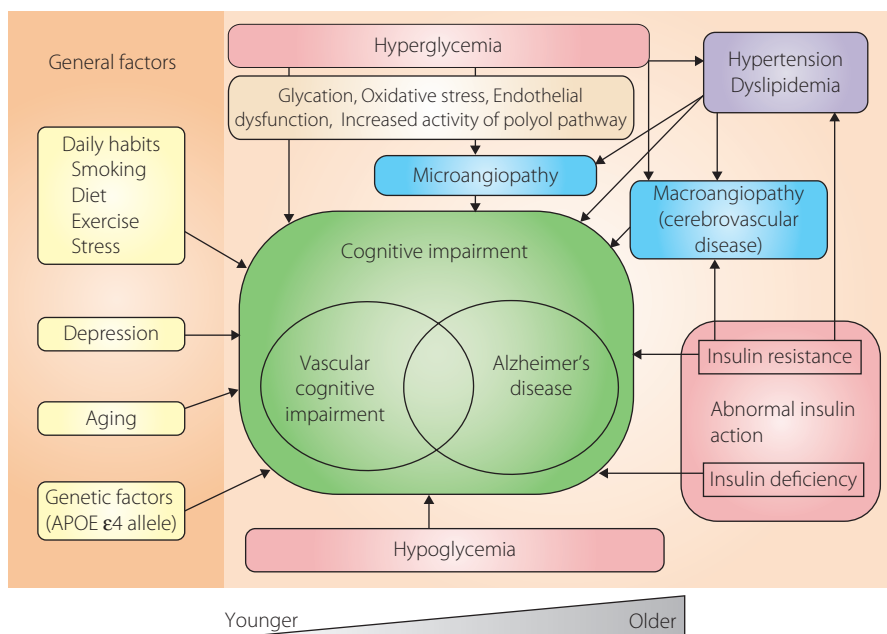 General factors
Daily habits
Smoking
Diet
Exercise
Stress
Depression
Aging
Genetic factors
(APOE ε4 allele)
Hyperglycemia
Glycation, Oxidative stress, Endothelial
dysfunction, Increased activity of polyol pathway
Microangiopathy
Hypertension
Dyslipidemia
Macroangiopathy
(cerebrovascular
disease)
Cognitive impairment
Vascular
cognitive
impairment
Alzheimer's
disease
Insulin resistance
Abnormal insulin
action
Insulin deficiency
Hypoglycemia
Younger
Older